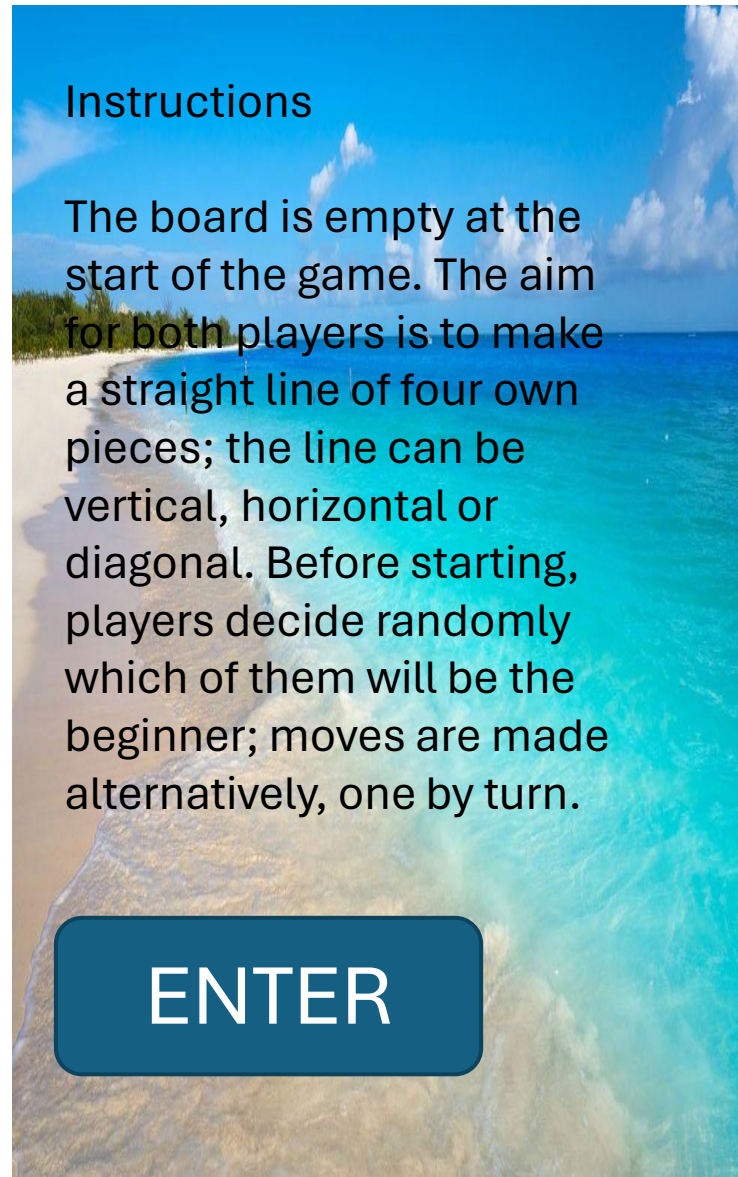 Instructions
The board is empty at the
start of the game. The aim
for both players is to make
a straight line of four own
pieces; the line can be
vertical, horizontal or
diagonal. Before starting,
players decide randomly
which of them will be the
beginner; moves are made
alternatively, one by turn.
ENTER